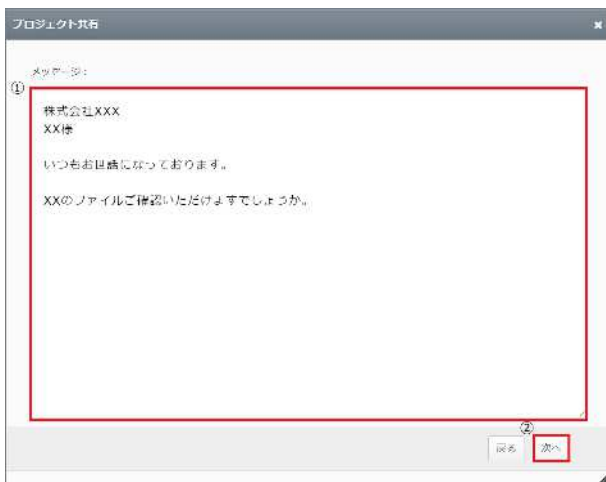 プロジェクト共有
メッセージ:
①
株式会社XXX
XX様
いつもお世話になっております。
XXのファイルご確認いただけますでしょうか。
②
戻る 次へ